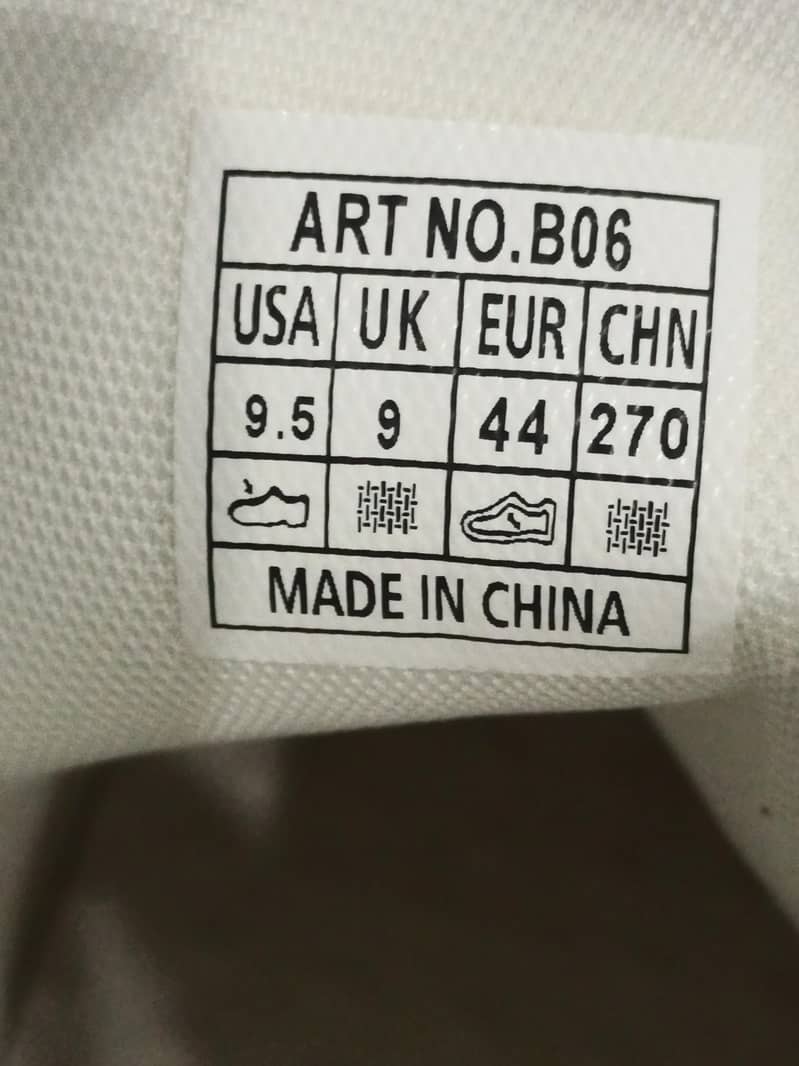 ART NO.B06
USA UK EUR CHN
9.5 9 44 270
MADE IN CHINA